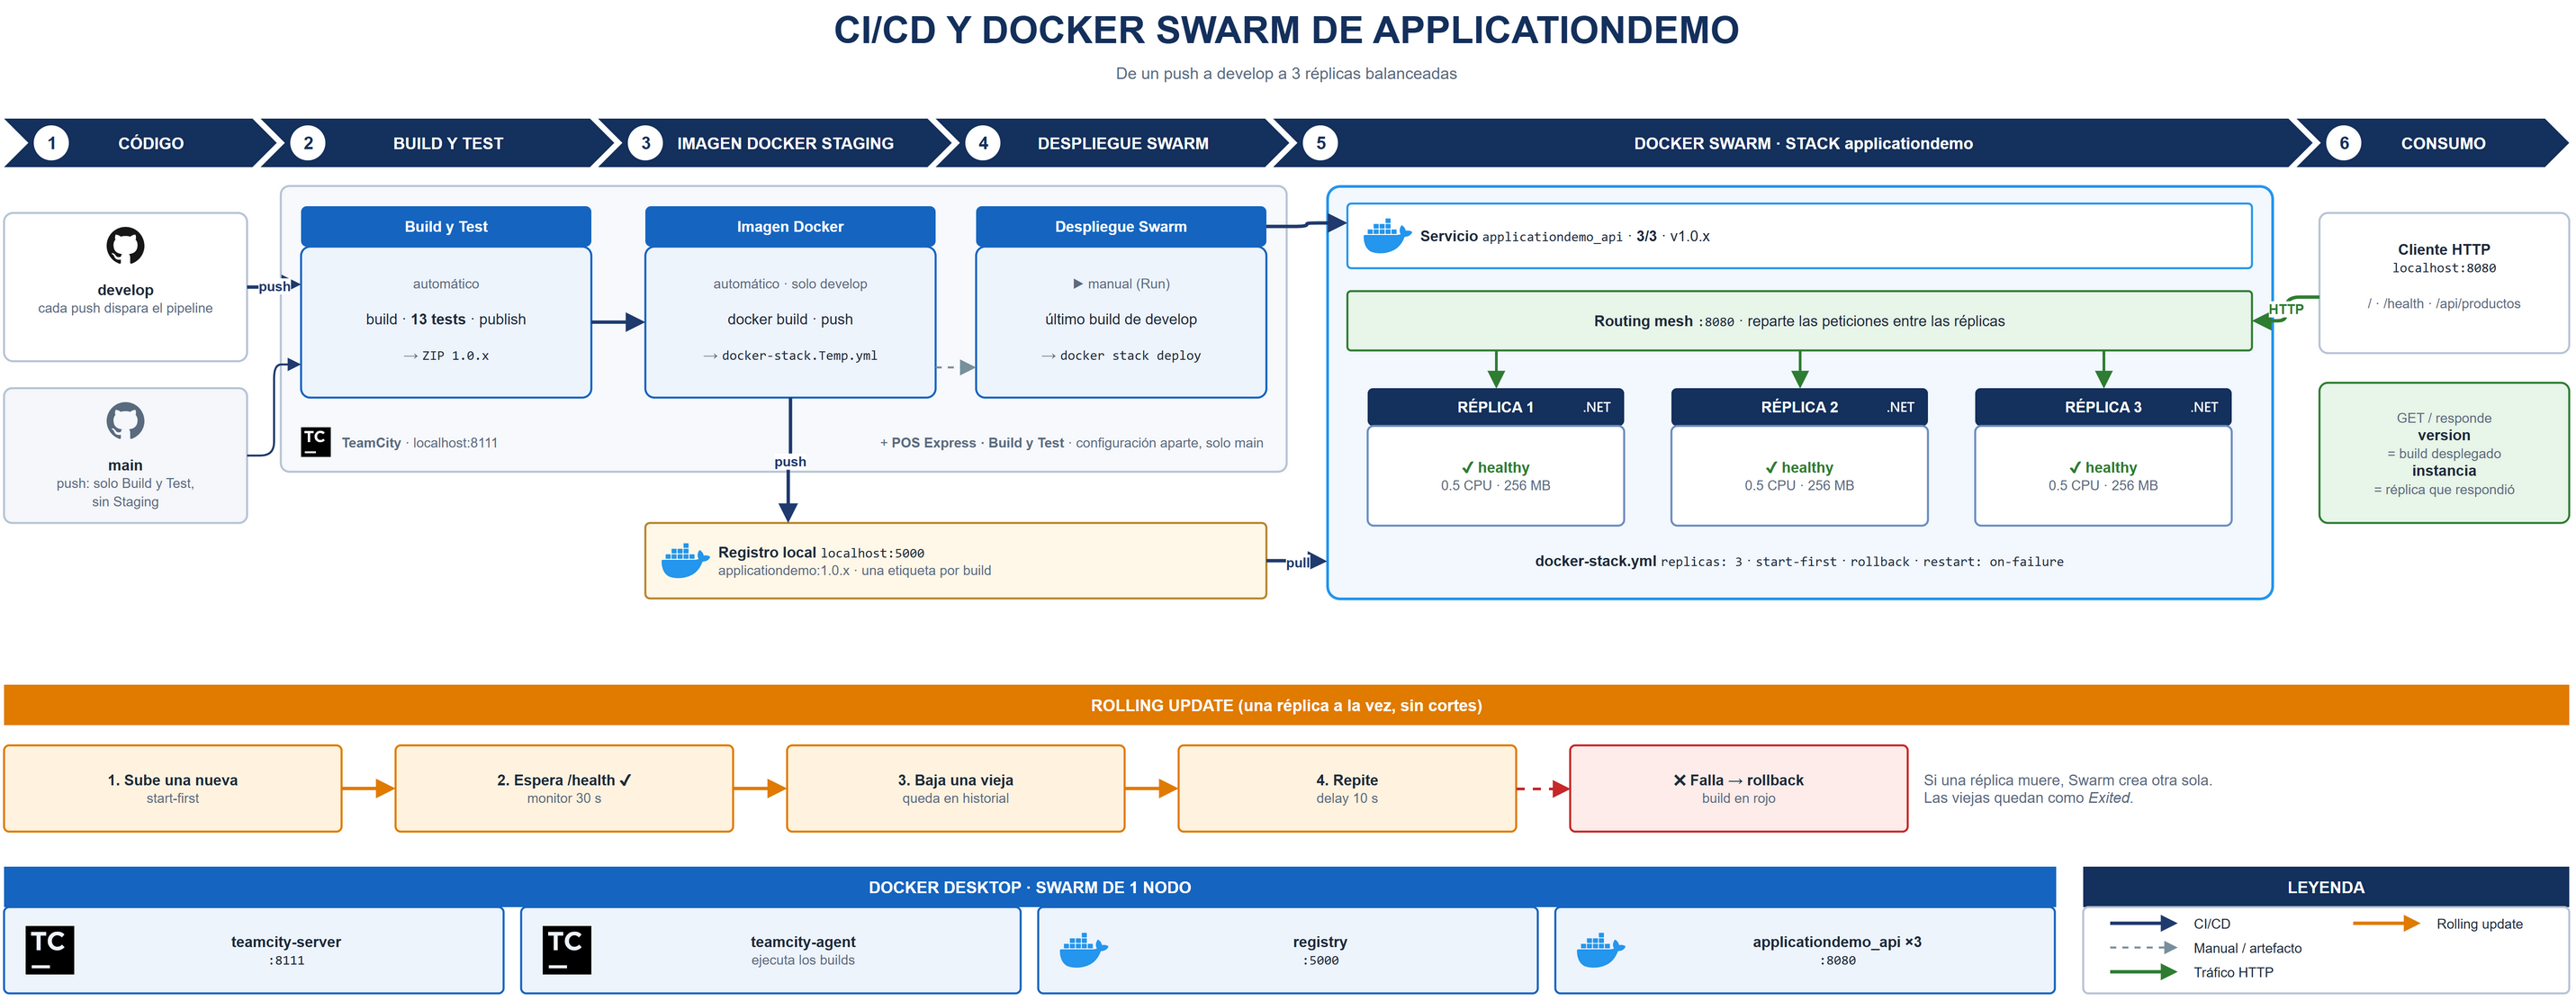 CI/CD Y DOCKER SWARM DE APPLICATIONDEMO
De un push a develop a 3 réplicas balanceadas
1 CÓDIGO
2 BUILD Y TEST
3 IMAGEN DOCKER STAGING
4 DESPLIEGUE SWARM
5 DOCKER SWARM · STACK applicationdemo
6 CONSUMO
develop
cada push dispara el pipeline
push
main
push: solo Build y Test,
sin Staging
Build y Test
automático
build · 13 tests · publish
→ ZIP 1.0.x
Imagen Docker
automático · solo develop
docker build · push
→ docker-stack.Temp.yml
Despliegue Swarm
▶ manual (Run)
último build de develop
→ docker stack deploy
TC
TeamCity · localhost:8111
+ POS Express · Build y Test · configuración aparte, solo main
push
Registro local localhost:5000
applicationdemo:1.0.x · una etiqueta por build
pull
Servicio applicationdemo_api · 3/3 · v1.0.x
Routing mesh :8080 · reparte las peticiones entre las réplicas
RÉPLICA 1 .NET
✓ healthy
0.5 CPU · 256 MB
RÉPLICA 2 .NET
✓ healthy
0.5 CPU · 256 MB
RÉPLICA 3 .NET
✓ healthy
0.5 CPU · 256 MB
docker-stack.yml replicas: 3 · start-first · rollback · restart: on-failure
HTTP
Cliente HTTP
localhost:8080
/ · /health · /api/productos
GET / responde
version
= build desplegado
instancia
= réplica que respondió
ROLLING UPDATE (una réplica a la vez, sin cortes)
1. Sube una nueva
start-first
2. Espera /health ✓
monitor 30 s
3. Baja una vieja
queda en historial
4. Repite
delay 10 s
✗ Falla → rollback
build en rojo
Si una réplica muere, Swarm crea otra sola.
Las viejas quedan como Exited.
DOCKER DESKTOP · SWARM DE 1 NODO
TC
teamcity-server
:8111
TC
teamcity-agent
ejecuta los builds
registry
:5000
applicationdemo_api ×3
:8080
LEYENDA
CI/CD
Rolling update
Manual / artefacto
Tráfico HTTP